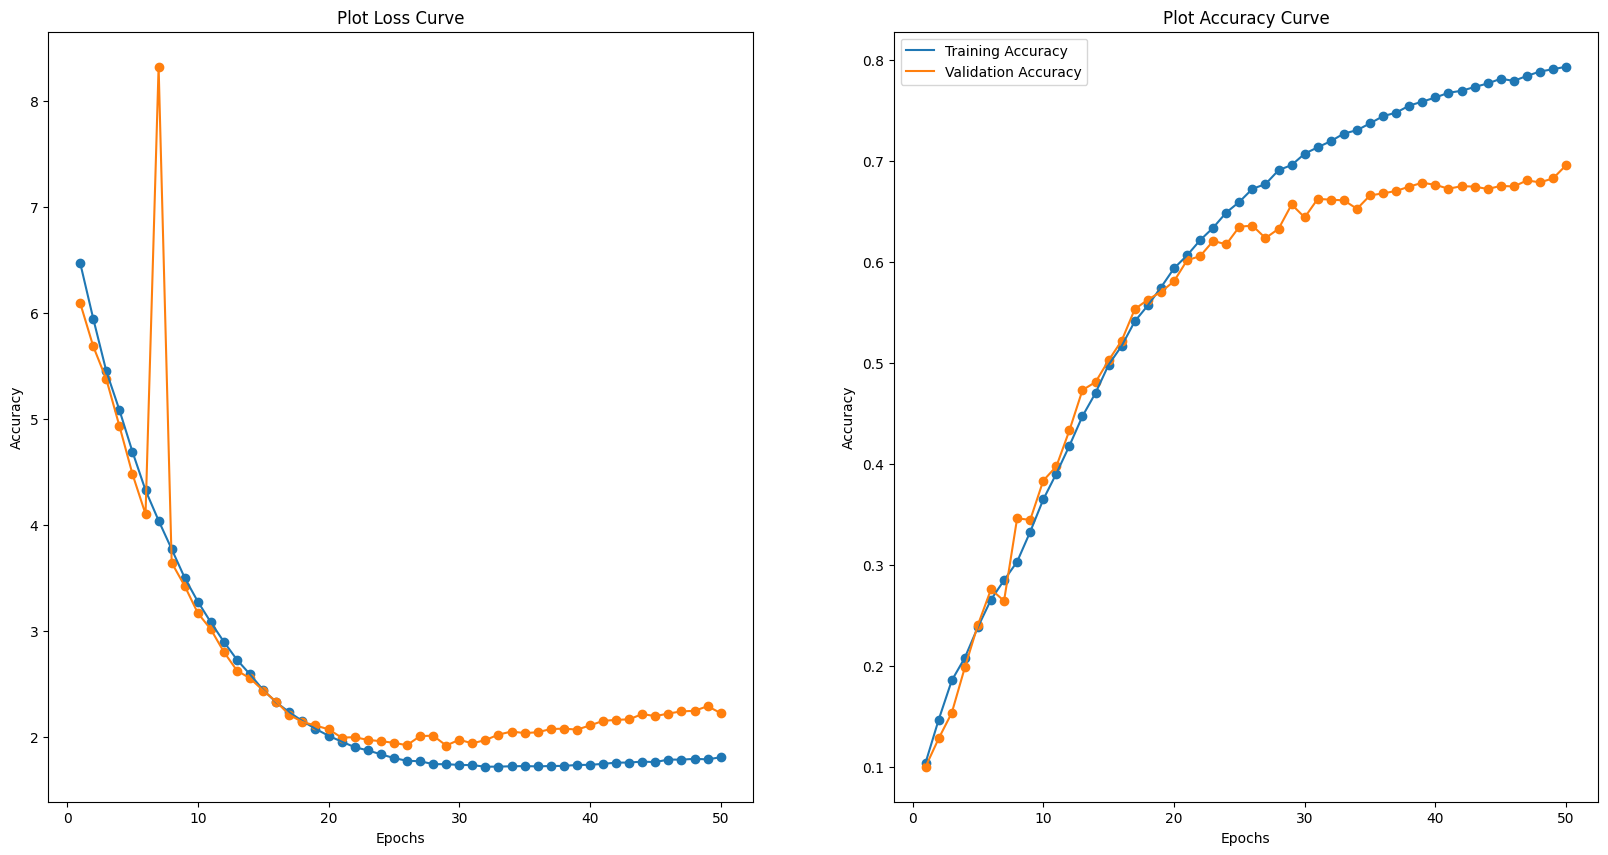 Plot Loss Curve
Accuracy
8
7
6
5
4
3
2
0 10 20 30 40 50
Epochs
Plot Accuracy Curve
Training Accuracy
Validation Accuracy
Accuracy
0.8
0.7
0.6
0.5
0.4
0.3
0.2
0.1
0 10 20 30 40 50
Epochs